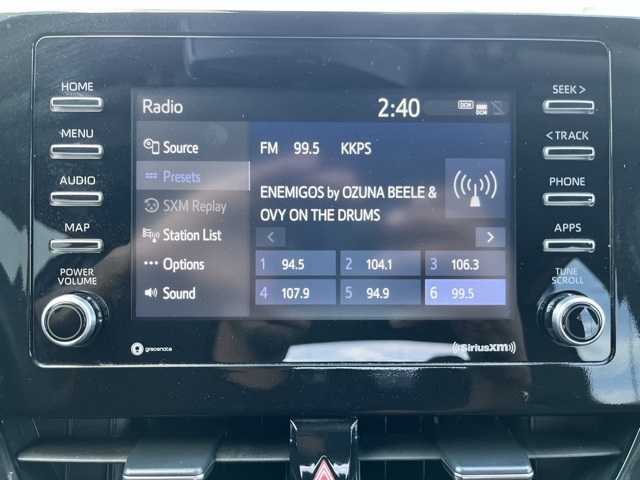 HOME
MENU
AUDIO
MAP
POWER
VOLUME
Radio
2:40
DCM
DCM
Source
Presets
SXM Replay
Station List
Options
Sound
FM 99.5 KKPS
ENEMIGOS by OZUNA BEELE &
OVY ON THE DRUMS
< >
1 94.5 2 104.1 3 106.3
4 107.9 5 94.9 6 99.5
SEEK >
< TRACK
PHONE
APPS
TUNE
SCROLL
gracenote
((SiriusXM))